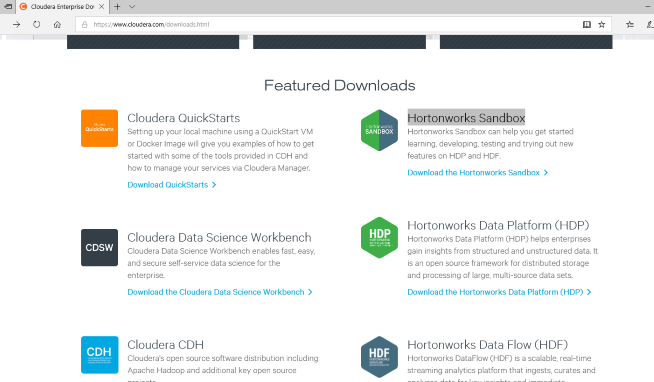 Cloudera Enterprise Dow
https://www.cloudera.com/downloads.html
Featured Downloads
QuickStarts
Cloudera QuickStarts
Setting up your local machine using a QuickStart VM
or Docker Image will give you examples of how to get
started with some of the tools provided in CDH and
how to manage your services via Cloudera Manager.
Download QuickStarts >
SANDBOX
Hortonworks Sandbox
Hortonworks Sandbox can help you get started
learning, developing, testing and trying out new
features on HDP and HDF.
Download the Hortonworks Sandbox >
CDSW
Cloudera Data Science Workbench
Cloudera Data Science Workbench enables fast, easy,
and secure self-service data science for the
enterprise.
Download the Cloudera Data Science Workbench >
HDP
Hortonworks Data Platform (HDP)
Hortonworks Data Platform (HDP) helps enterprises
gain insights from structured and unstructured data. It
is an open source framework for distributed storage
and processing of large, multi-source data sets.
Download the Hortonworks Data Platform (HDP) >
CDH
Cloudera CDH
Cloudera's open source software distribution including
Apache Hadoop and additional key open source
HDF
Hortonworks Data Flow (HDF)
Hortonworks DataFlow (HDF) is a scalable, real-time
streaming analytics platform that ingests, curates and